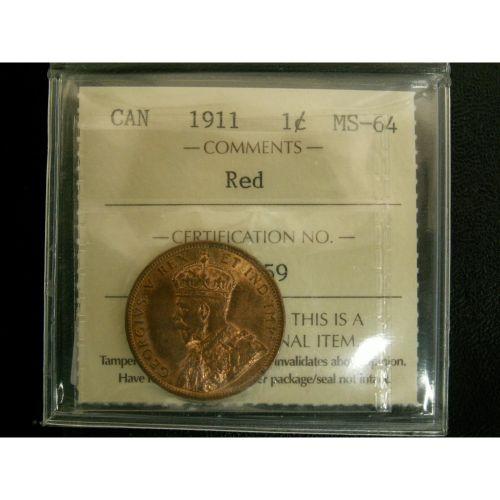 CAN 1911 1¢ MS-64
— COMMENTS —
Red
— CERTIFICATION NO. —
59
THIS IS A
NAL ITEM.
Tamper invalidates above opinion.
Have package/seal not intact.
GEORGIVS V REX ET IND: IMP: